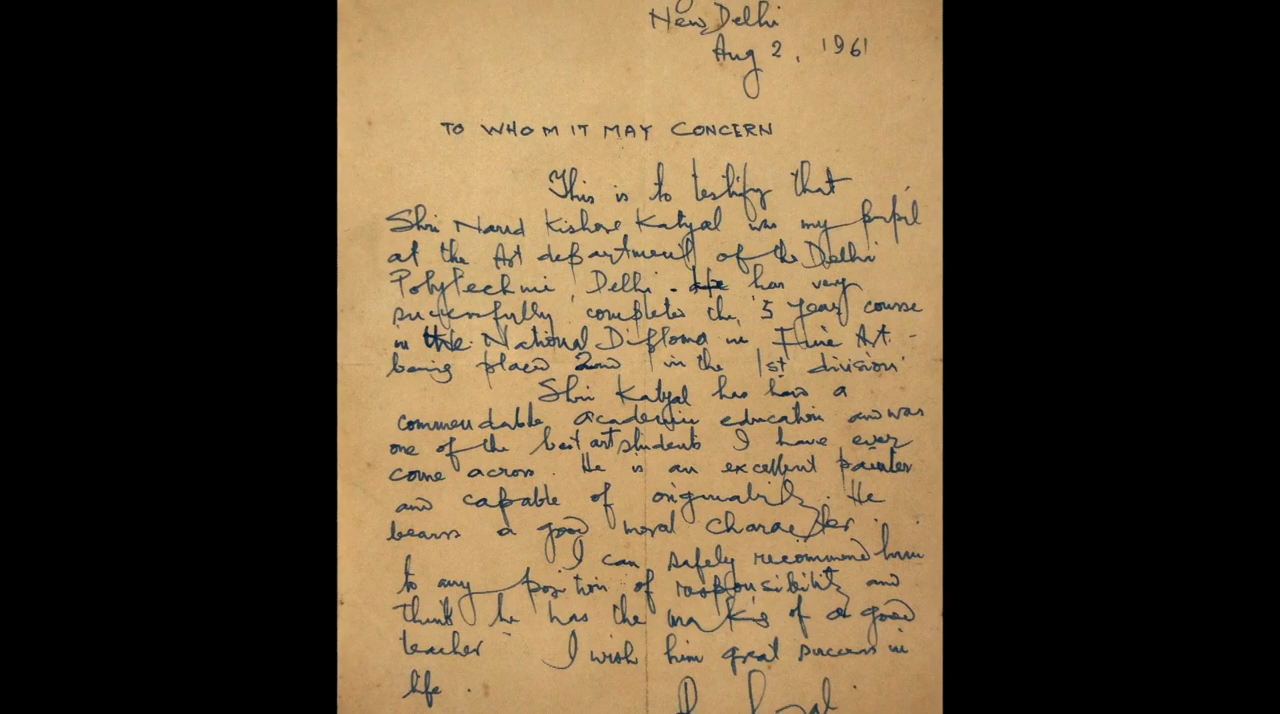 New Delhi
Aug 2, 1961
TO WHOM IT MAY CONCERN
This is to testify that
Shri Nand Kishore Katyal was my pupil
at the Art department of the Delhi
Polytechnic, Delhi. He has very
successfully completed the 5 year course
in the National Diploma in Fine Art -
being placed 2nd in the 1st division
Shri Katyal has had a
commendable academic education and was
one of the best art students I have ever
come across. He is an excellent painter
and capable of originality. He
bears a good moral character.
I can safely recommend him
to any position of responsibility and
think he has the makings of a good
teacher. I wish him great success in
life.